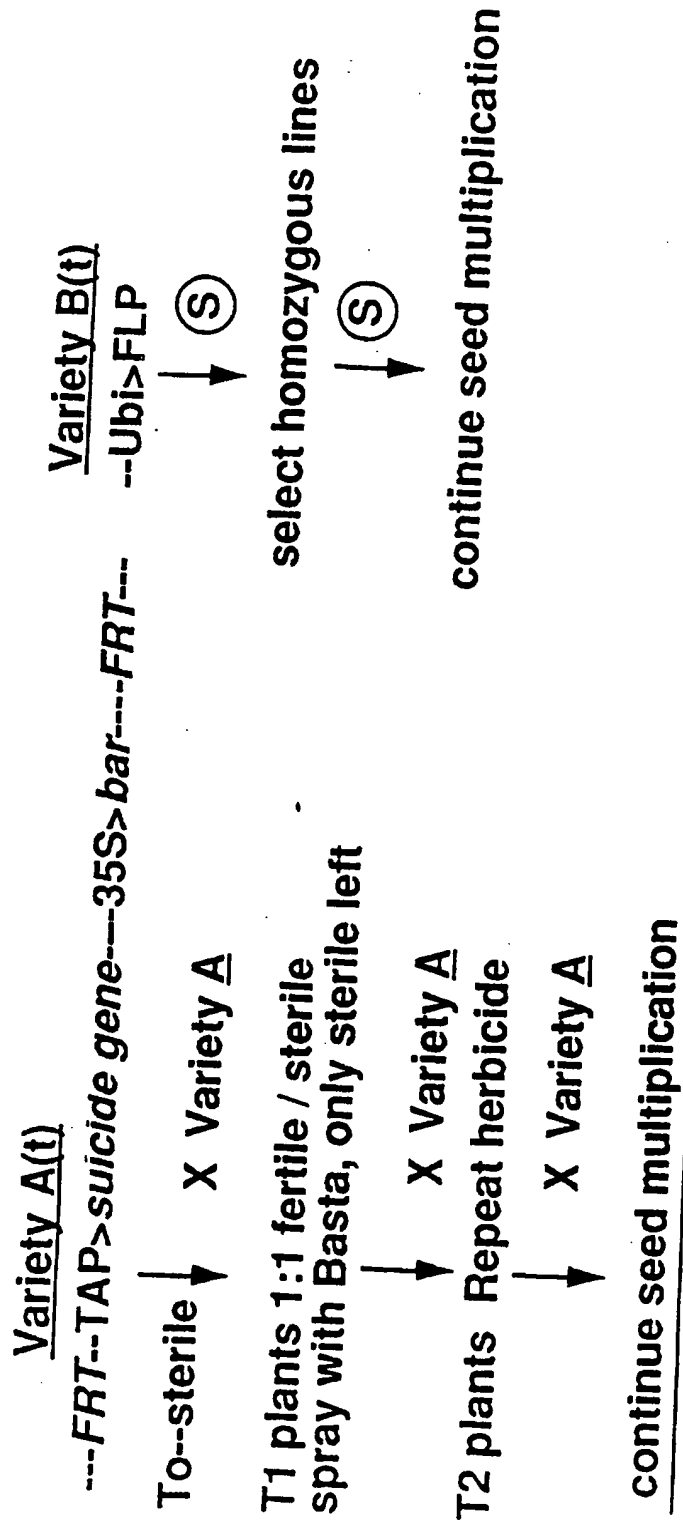 Variety A(t)
----FRT--TAP>suicide gene----35S>bar----FRT---
To--sterile
X Variety A
T1 plants 1:1 fertile / sterile
spray with Basta, only sterile left
X Variety A
T2 plants Repeat herbicide
X Variety A
continue seed multiplication
Variety B(t)
--Ubi>FLP
S
select homozygous lines
S
continue seed multiplication